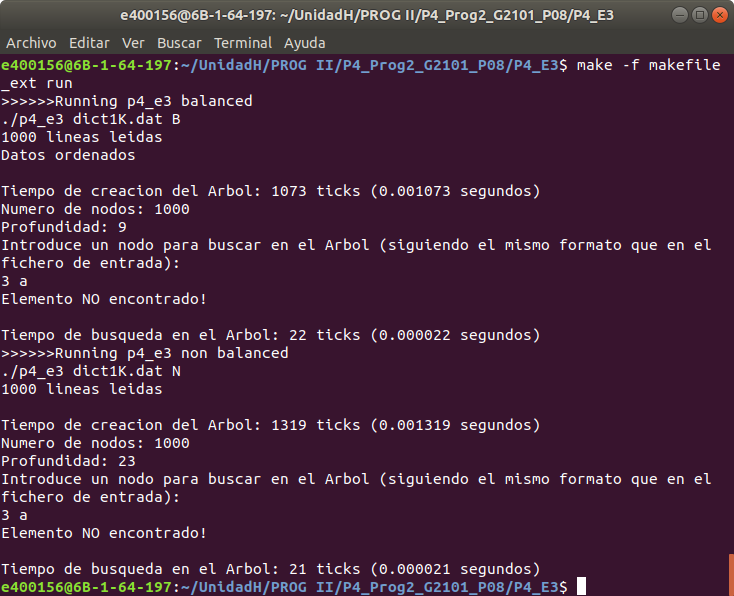 e400156@6B-1-64-197: ~/UnidadH/PROG II/P4_Prog2_G2101_P08/P4_E3
Archivo Editar Ver Buscar Terminal Ayuda
e400156@6B-1-64-197:~/UnidadH/PROG II/P4_Prog2_G2101_P08/P4_E3$ make -f makefile
_ext run
>>>>>>Running p4_e3 balanced
./p4_e3 dict1K.dat B
1000 lineas leidas
Datos ordenados
Tiempo de creacion del Arbol: 1073 ticks (0.001073 segundos)
Numero de nodos: 1000
Profundidad: 9
Introduce un nodo para buscar en el Arbol (siguiendo el mismo formato que en el
fichero de entrada):
3 a
Elemento NO encontrado!
Tiempo de busqueda en el Arbol: 22 ticks (0.000022 segundos)
>>>>>>Running p4_e3 non balanced
./p4_e3 dict1K.dat N
1000 lineas leidas
Tiempo de creacion del Arbol: 1319 ticks (0.001319 segundos)
Numero de nodos: 1000
Profundidad: 23
Introduce un nodo para buscar en el Arbol (siguiendo el mismo formato que en el
fichero de entrada):
3 a
Elemento NO encontrado!
Tiempo de busqueda en el Arbol: 21 ticks (0.000021 segundos)
e400156@6B-1-64-197:~/UnidadH/PROG II/P4_Prog2_G2101_P08/P4_E3$